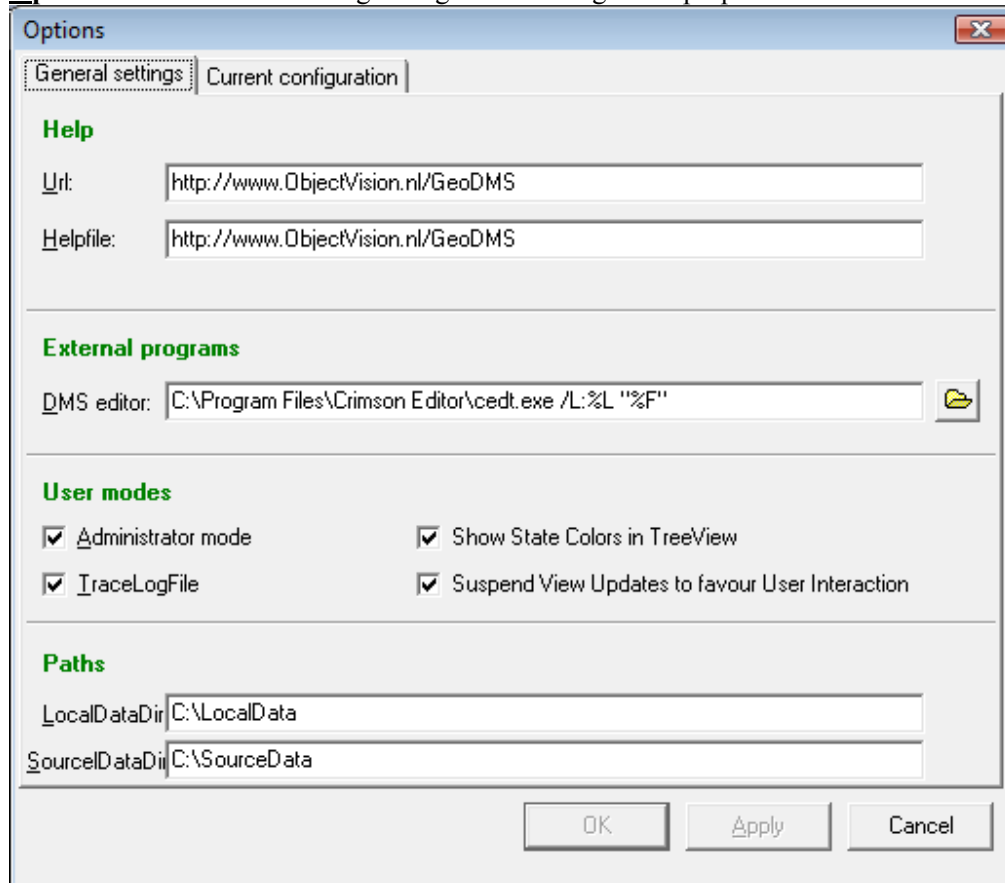 Options
General settings Current configuration
Help
Url: http://www.ObjectVision.nl/GeoDMS
Helpfile: http://www.ObjectVision.nl/GeoDMS
External programs
DMS editor: C:\Program Files\Crimson Editor\cedt.exe /L:%L "%F"
User modes
Administrator mode Show State Colors in TreeView
TraceLogFile Suspend View Updates to favour User Interaction
Paths
LocalDataDir C:\LocalData
SourcelDataDi C:\SourceData
OK Apply Cancel